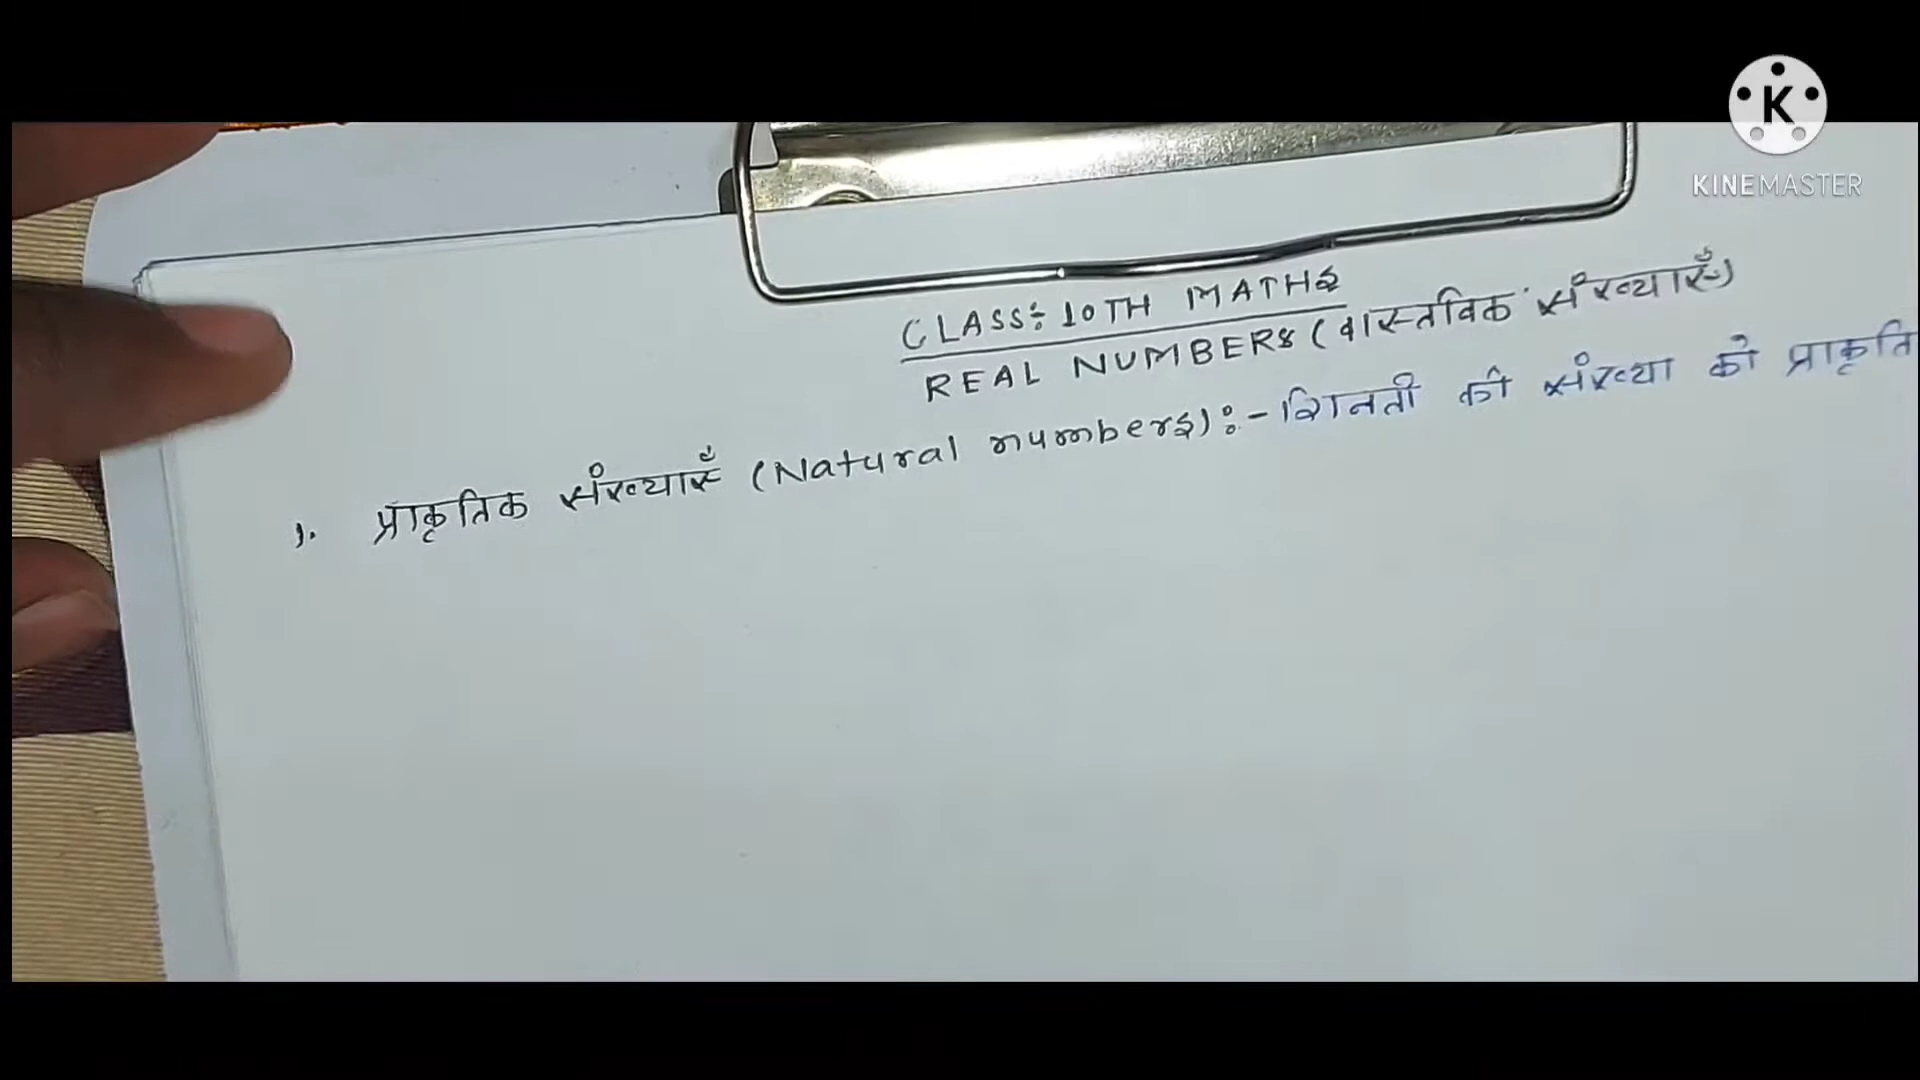 KINEMASTER
CLASS:- 10TH MATHS
REAL NUMBERS (वास्तविक संख्याएँ)
1. प्राकृतिक संख्याएँ (Natural numbers):- गिनती की संख्या को प्राकृति